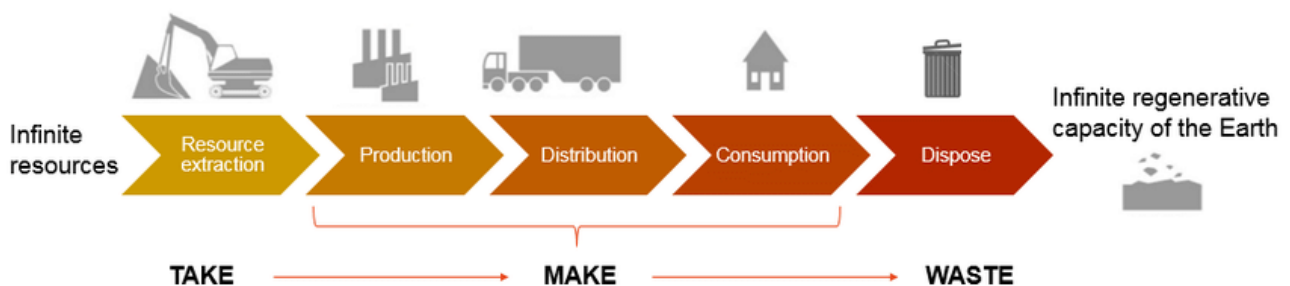 Infinite
resources
Resource
extraction
Production
Distribution
Consumption
Dispose
Infinite regenerative
capacity of the Earth
TAKE
MAKE
WASTE